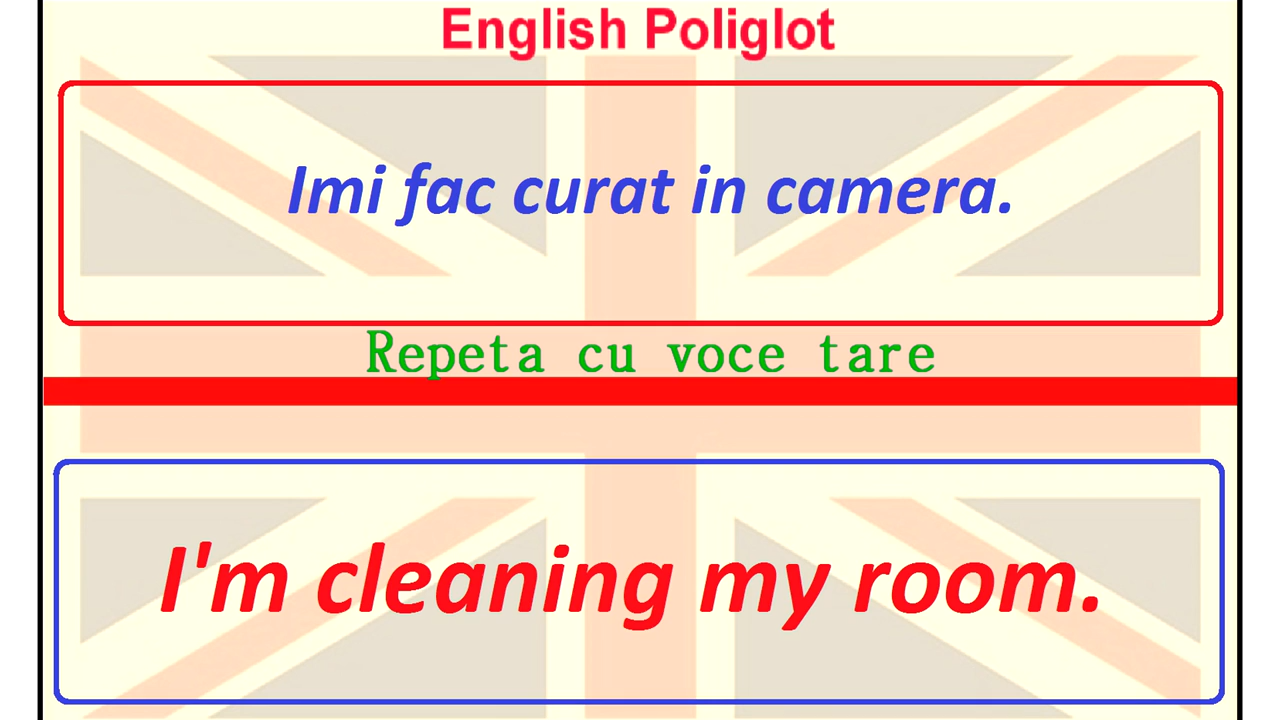 English Poliglot
Imi fac curat in camera.
Repeta cu voce tare
I'm cleaning my room.